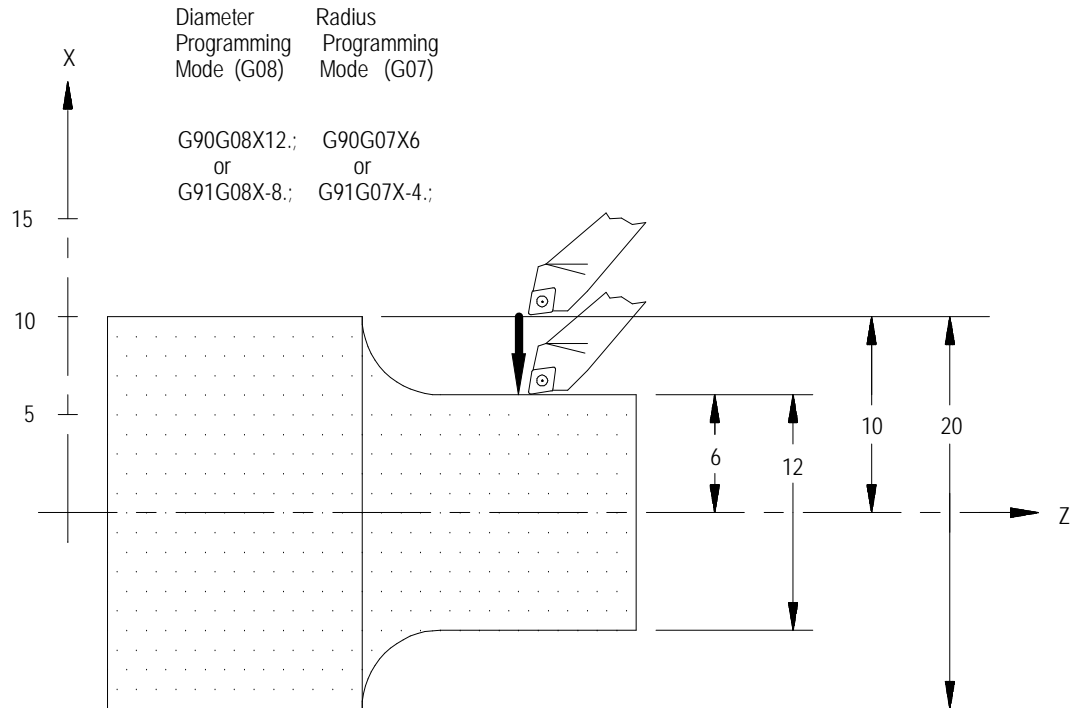 Diameter Radius
Programming Programming
Mode (G08) Mode (G07)
X
G90G08X12.; G90G07X6
or or
G91G08X-8.; G91G07X-4.;
15
10
5
6
12
10
20
Z